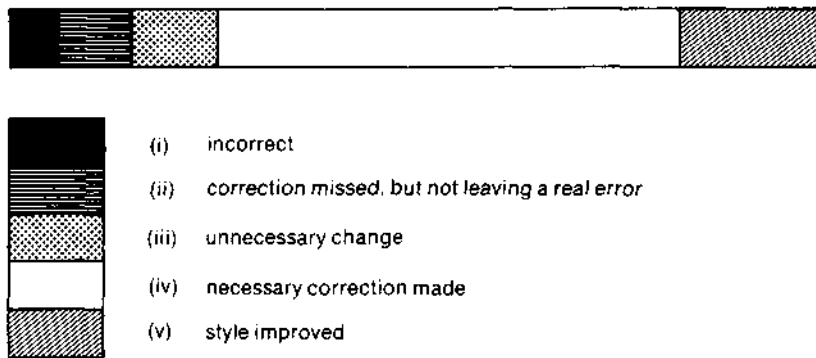 (i) incorrect
(ii) correction missed, but not leaving a real error
(iii) unnecessary change
(iv) necessary correction made
(v) style improved